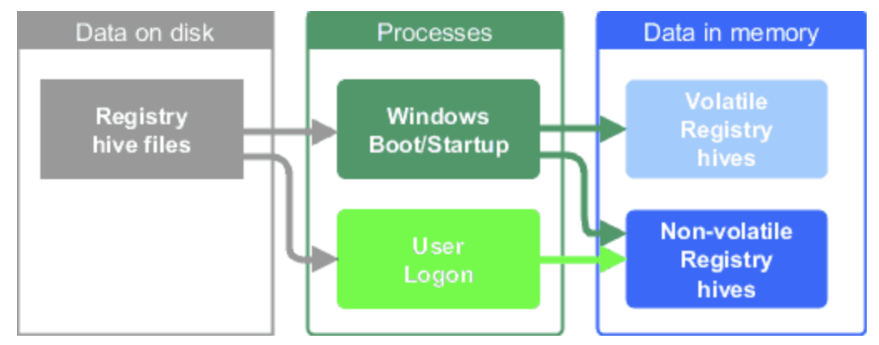 Data on disk
Processes
Data in memory
Registry
hive files
Windows
Boot/Startup
Volatile
Registry
hives
User
Logon
Non-volatile
Registry
hives